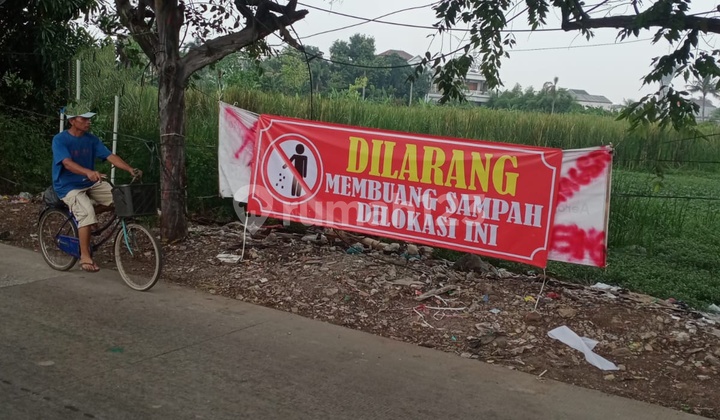 DILARANG
MEMBUANG SAMPAH
DILOKASI INI